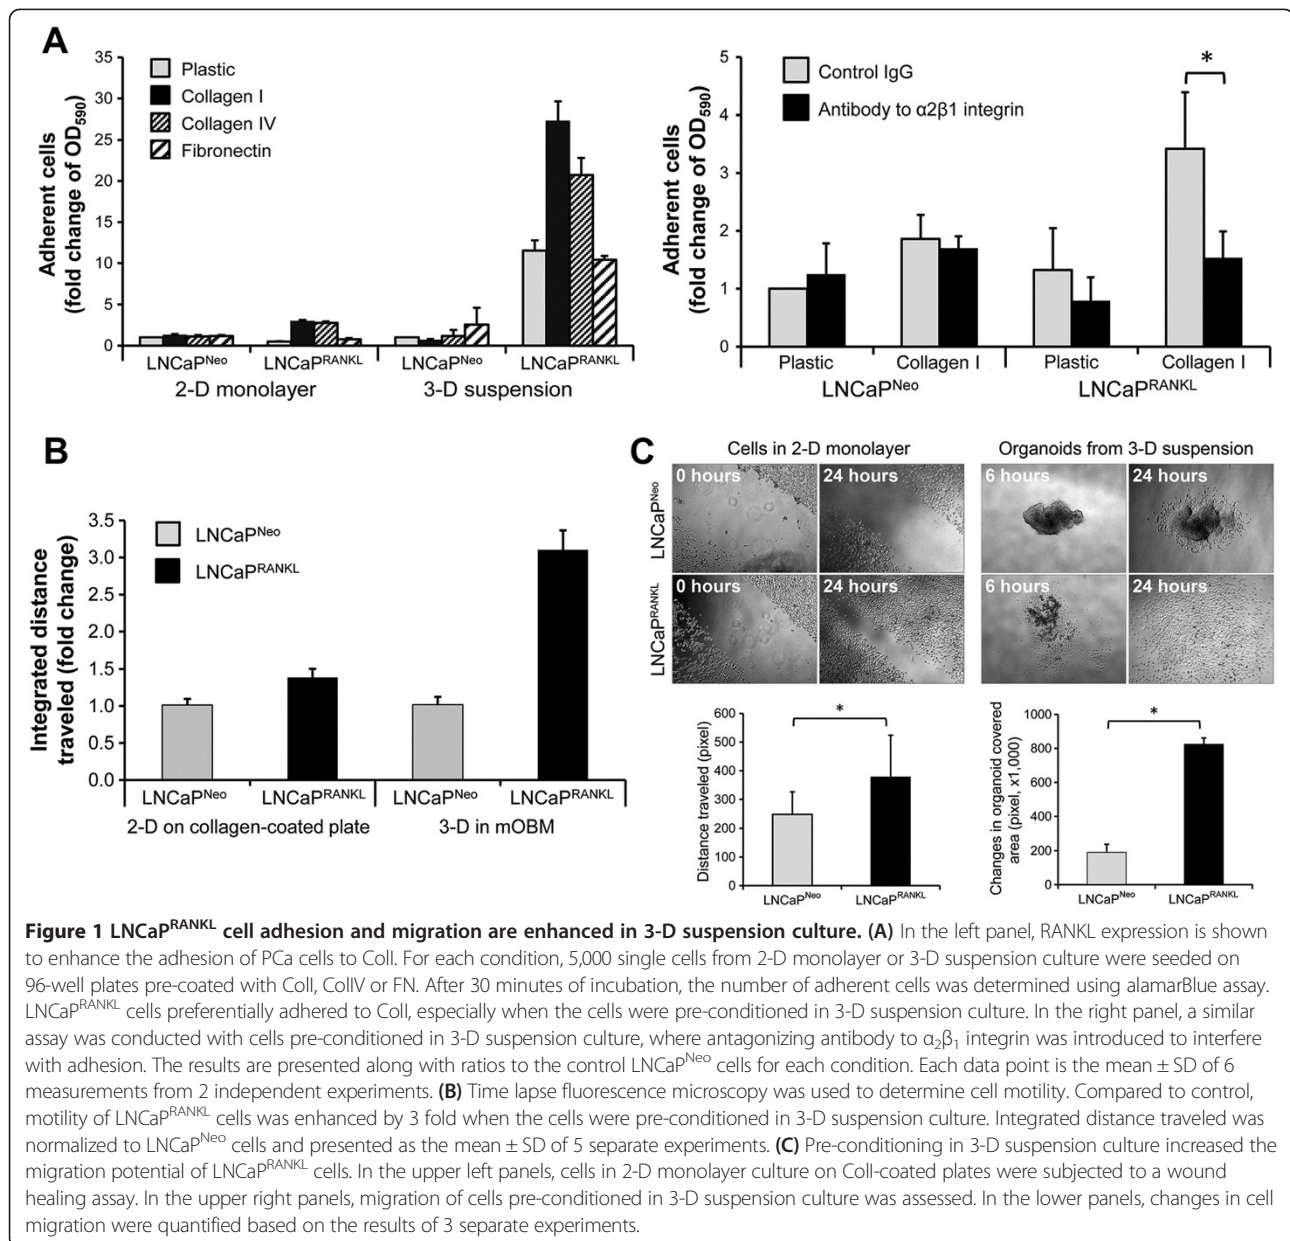 A
35
30
25
20
15
10
5
0
Adherent cells
(fold change of OD590)
Plastic
Collagen I
Collagen IV
Fibronectin
LNCaPNeo LNCaPRANKL LNCaPNeo LNCaPRANKL
2-D monolayer 3-D suspension
5
4
3
2
1
0
Adherent cells
(fold change of OD590)
Control IgG
Antibody to α2β1 integrin
*
Plastic Collagen I Plastic Collagen I
LNCaPNeo LNCaPRANKL
B
3.5
3.0
2.5
2.0
1.5
1.0
0.5
0.0
Integrated distance
traveled (fold change)
LNCaPNeo
LNCaPRANKL
LNCaPNeo LNCaPRANKL LNCaPNeo LNCaPRANKL
2-D on collagen-coated plate 3-D in mOBM
C
Cells in 2-D monolayer Organoids from 3-D suspension
LNCaPNeo
0 hours 24 hours 6 hours 24 hours
LNCaPRANKL
0 hours 24 hours 6 hours 24 hours
600
500
400
300
200
100
0
Distance traveled (pixel)
*
LNCaPNeo LNCaPRANKL
1000
800
600
400
200
0
Changes in organoid covered
area (pixel, x1,000)
*
LNCaPNeo LNCaPRANKL
Figure 1 LNCaPRANKL cell adhesion and migration are enhanced in 3-D suspension culture. (A) In the left panel, RANKL expression is shown
to enhance the adhesion of PCa cells to ColI. For each condition, 5,000 single cells from 2-D monolayer or 3-D suspension culture were seeded on
96-well plates pre-coated with ColI, ColIV or FN. After 30 minutes of incubation, the number of adherent cells was determined using alamarBlue assay.
LNCaPRANKL cells preferentially adhered to ColI, especially when the cells were pre-conditioned in 3-D suspension culture. In the right panel, a similar
assay was conducted with cells pre-conditioned in 3-D suspension culture, where antagonizing antibody to α2β1 integrin was introduced to interfere
with adhesion. The results are presented along with ratios to the control LNCaPNeo cells for each condition. Each data point is the mean ± SD of 6
measurements from 2 independent experiments. (B) Time lapse fluorescence microscopy was used to determine cell motility. Compared to control,
motility of LNCaPRANKL cells was enhanced by 3 fold when the cells were pre-conditioned in 3-D suspension culture. Integrated distance traveled was
normalized to LNCaPNeo cells and presented as the mean ± SD of 5 separate experiments. (C) Pre-conditioning in 3-D suspension culture increased the
migration potential of LNCaPRANKL cells. In the upper left panels, cells in 2-D monolayer culture on ColI-coated plates were subjected to a wound
healing assay. In the upper right panels, migration of cells pre-conditioned in 3-D suspension culture was assessed. In the lower panels, changes in cell
migration were quantified based on the results of 3 separate experiments.